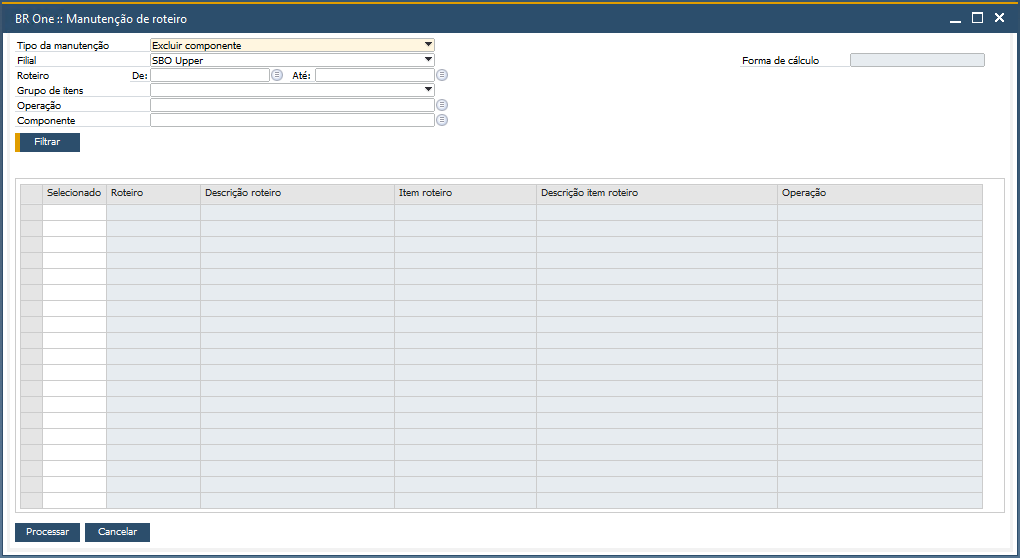 BR One :: Manutenção de roteiro
Tipo da manutenção Excluir componente
Filial SBO Upper Forma de cálculo
Roteiro De: Até:
Grupo de itens
Operação
Componente
Filtrar
Selecionado Roteiro Descrição roteiro Item roteiro Descrição item roteiro Operação
Processar Cancelar